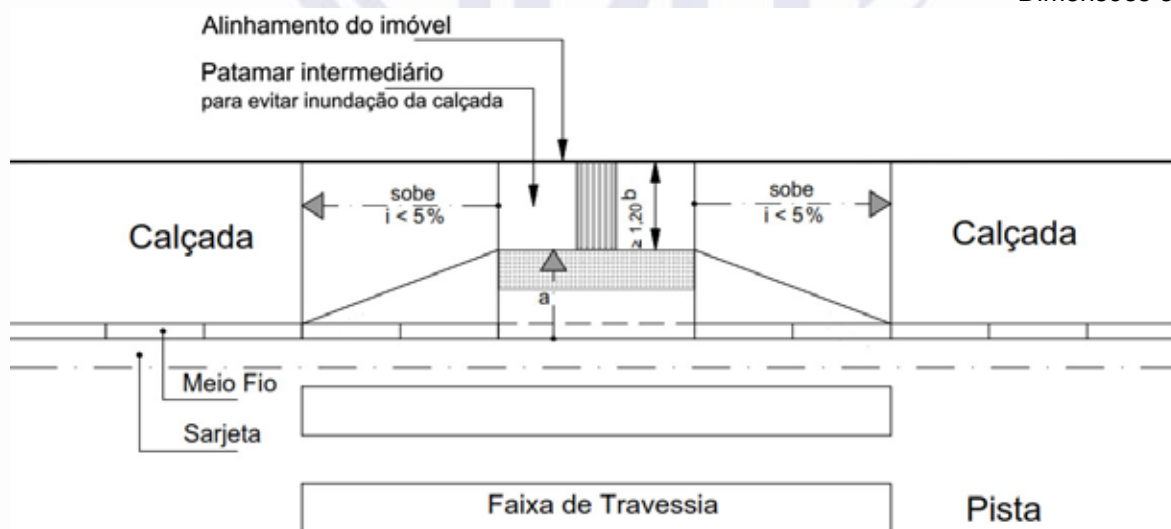 Alinhamento do imóvel
Patamar intermediário
para evitar inundação da calçada
sobe
i < 5%
≥ 1,20
b
sobe
i < 5%
Calçada
Calçada
a
Meio Fio
Sarjeta
Faixa de Travessia
Pista